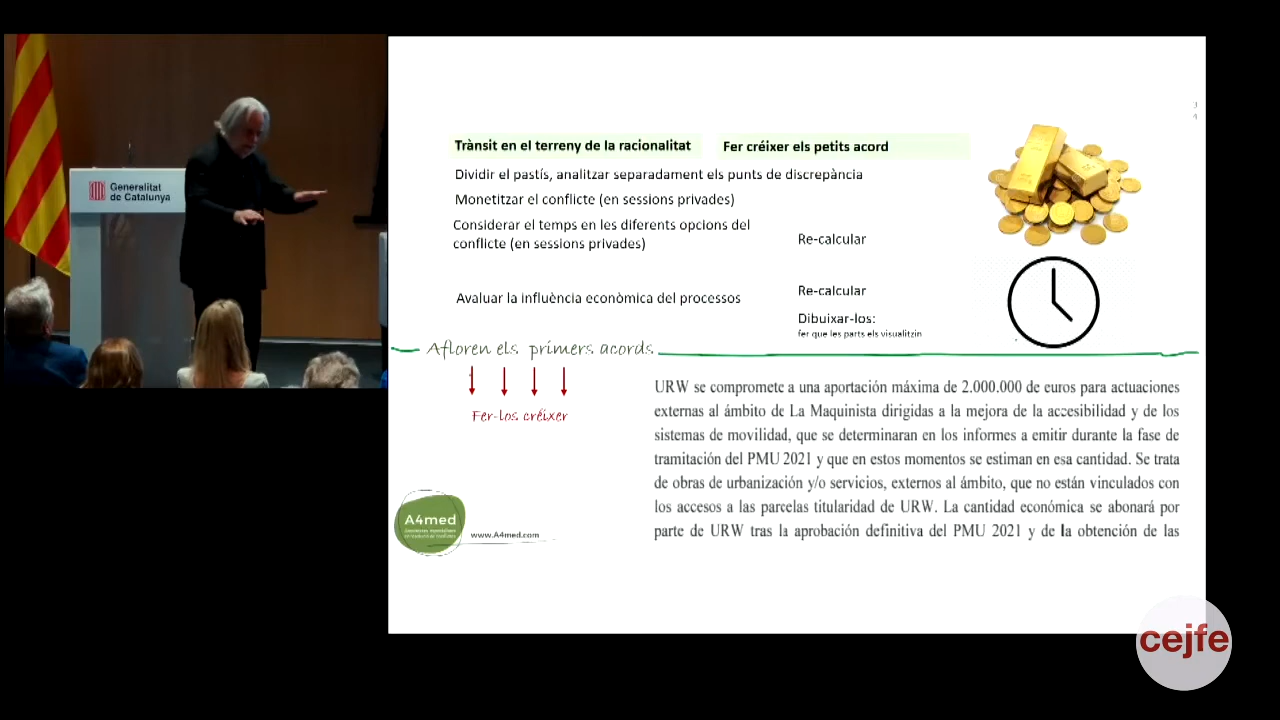 Generalitat
de Catalunya
3
4
Trànsit en el terreny de la racionalitat
Fer créixer els petits acord
Dividir el pastís, analitzar separadament els punts de discrepància
Monetitzar el conflicte (en sessions privades)
Considerar el temps en les diferents opcions del
conflicte (en sessions privades)
Re-calcular
Avaluar la influència econòmica del processos
Re-calcular
Dibuixar-los:
fer que les parts els visualitzin
Afloren els primers acords
Fer-los créixer
URW se compromete a una aportación máxima de 2.000.000 de euros para actuaciones
externas al ámbito de La Maquinista dirigidas a la mejora de la accesibilidad y de los
sistemas de movilidad, que se determinaran en los informes a emitir durante la fase de
tramitación del PMU 2021 y que en estos momentos se estiman en esa cantidad. Se trata
de obras de urbanización y/o servicios, externos al ámbito, que no están vinculados con
los accesos a las parcelas titularidad de URW. La cantidad económica se abonará por
parte de URW tras la aprobación definitiva del PMU 2021 y de la obtención de las
A4med
www.A4med.com
cejfe